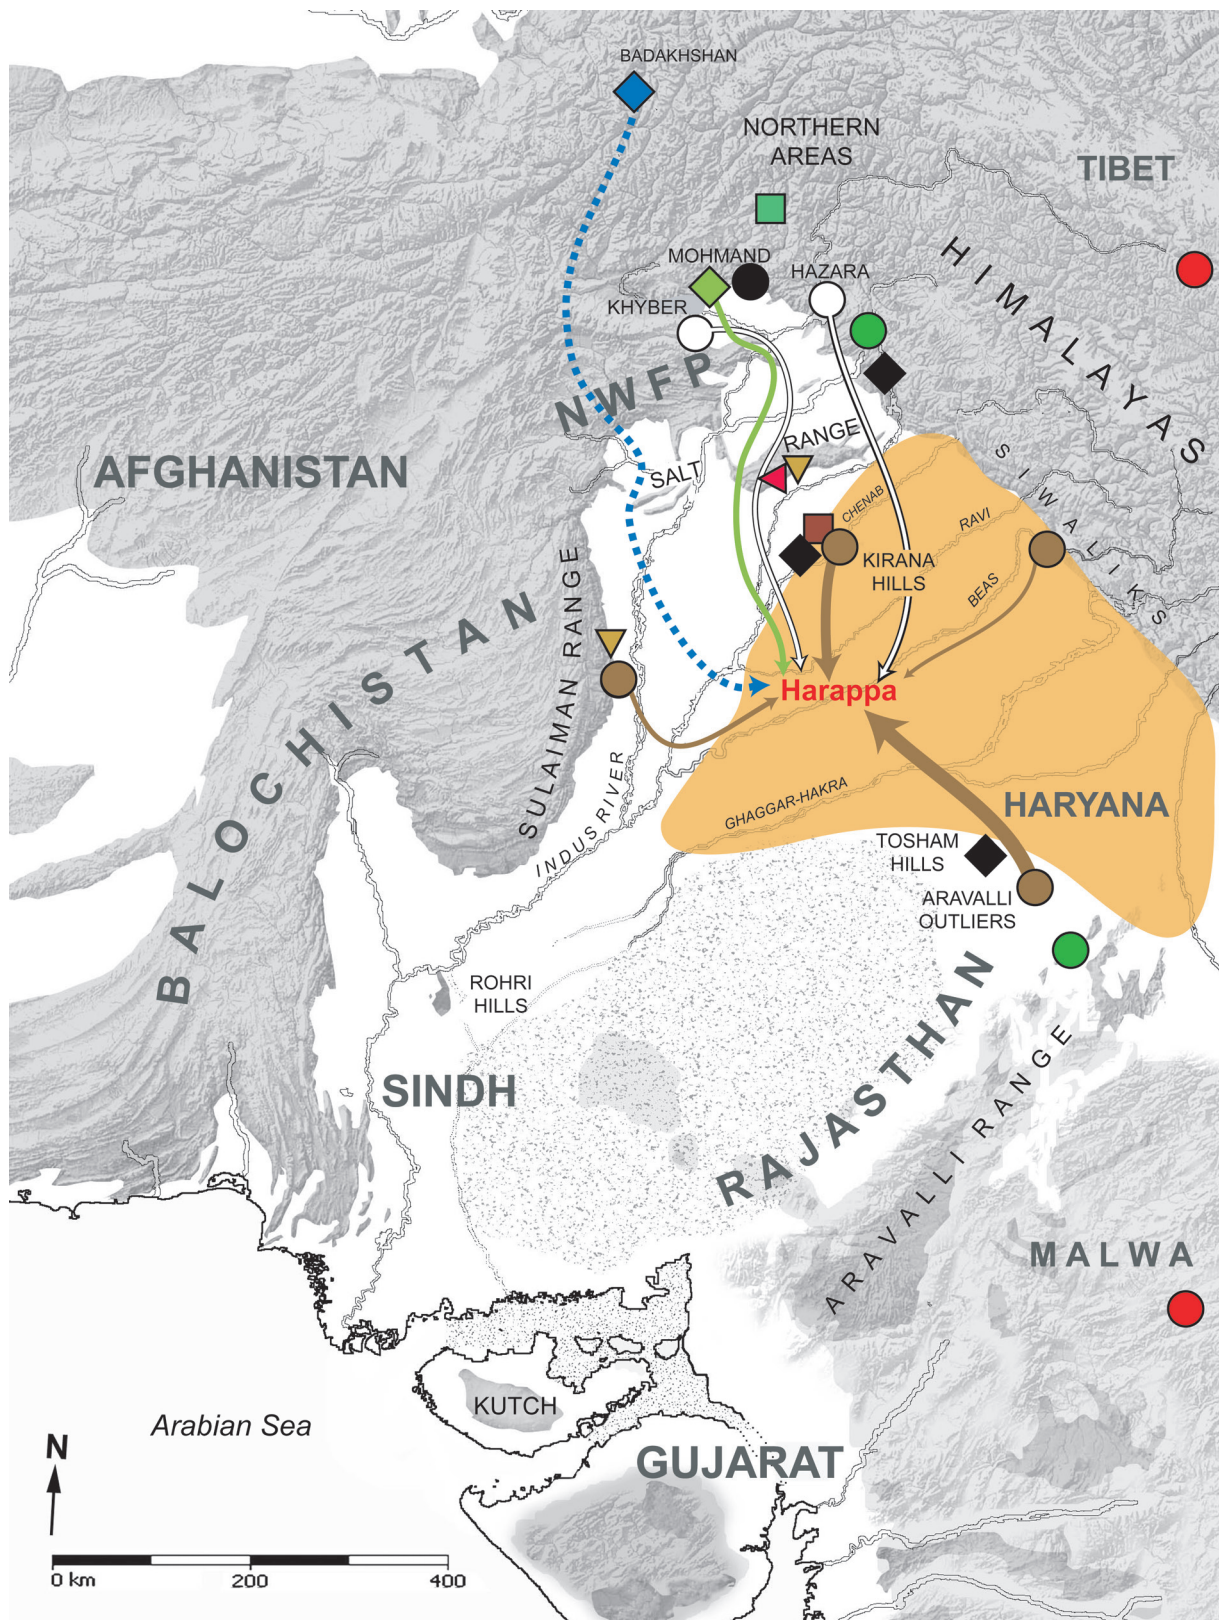 BADAKHSHAN
NORTHERN
AREAS
TIBET
HIMALAYAS
MOHMAND
HAZARA
KHYBER
NWFP
AFGHANISTAN
RANGE
SALT
SIWALIKS
CHENAB
RAVI
BEAS
KIRANA
HILLS
SULAIMAN RANGE
BALOCHISTAN
Harappa
INDUS RIVER
GHAGGAR-HAKRA
HARYANA
TOSHAM
HILLS
ARAVALLI
OUTLIERS
ROHRI
HILLS
SINDH
RAJASTHAN
ARAVALLI RANGE
MALWA
KUTCH
Arabian Sea
GUJARAT
N
0 km 200 400